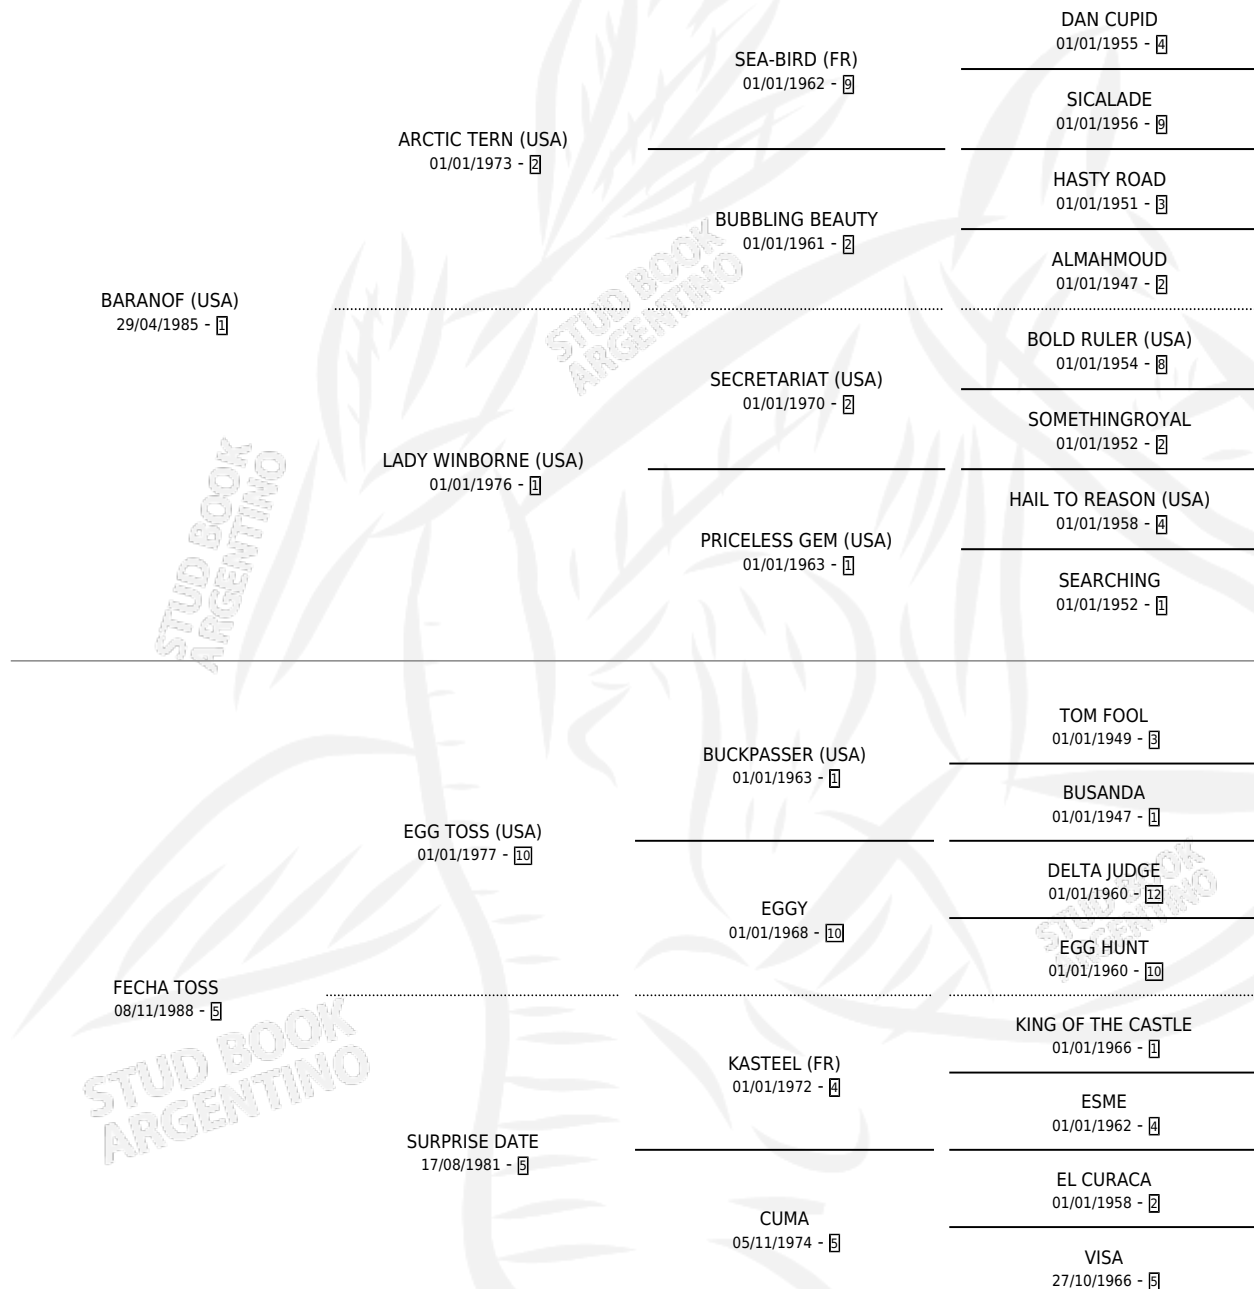 DAN CUPID
01/01/1955 - 4
SEA-BIRD (FR)
01/01/1962 - 9
SICALADE
01/01/1956 - 9
ARCTIC TERN (USA)
01/01/1973 - 2
HASTY ROAD
01/01/1951 - 3
BUBBLING BEAUTY
01/01/1961 - 2
ALMAHMOUD
01/01/1947 - 2
BARANOF (USA)
29/04/1985 - 1
STUD BOOK
ARGENTINO
BOLD RULER (USA)
01/01/1954 - 8
SECRETARIAT (USA)
01/01/1970 - 2
SOMETHINGROYAL
01/01/1952 - 2
LADY WINBORNE (USA)
01/01/1976 - 1
HAIL TO REASON (USA)
01/01/1958 - 4
PRICELESS GEM (USA)
01/01/1963 - 1
SEARCHING
01/01/1952 - 1
STUD BOOK
ARGENTINO
TOM FOOL
01/01/1949 - 3
BUCKPASSER (USA)
01/01/1963 - 1
BUSANDA
01/01/1947 - 1
EGG TOSS (USA)
01/01/1977 - 10
DELTA JUDGE
01/01/1960 - 12
EGGY
01/01/1968 - 10
STUD BOOK
ARGENTINO
EGG HUNT
01/01/1960 - 10
FECHA TOSS
08/11/1988 - 5
STUD BOOK
ARGENTINO
KING OF THE CASTLE
01/01/1966 - 1
KASTEEL (FR)
01/01/1972 - 4
ESME
01/01/1962 - 4
SURPRISE DATE
17/08/1981 - 5
EL CURACA
01/01/1958 - 2
CUMA
05/11/1974 - 5
VISA
27/10/1966 - 5